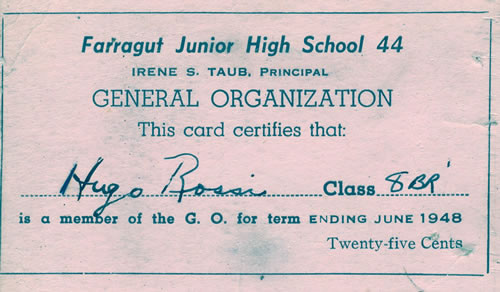 Farragut Junior High School 44
IRENE S. TAUB, PRINCIPAL
GENERAL ORGANIZATION
This card certifies that:
Hugo Rossi Class 8BR'
is a member of the G. O. for term ENDING JUNE 1948
Twenty-five Cents